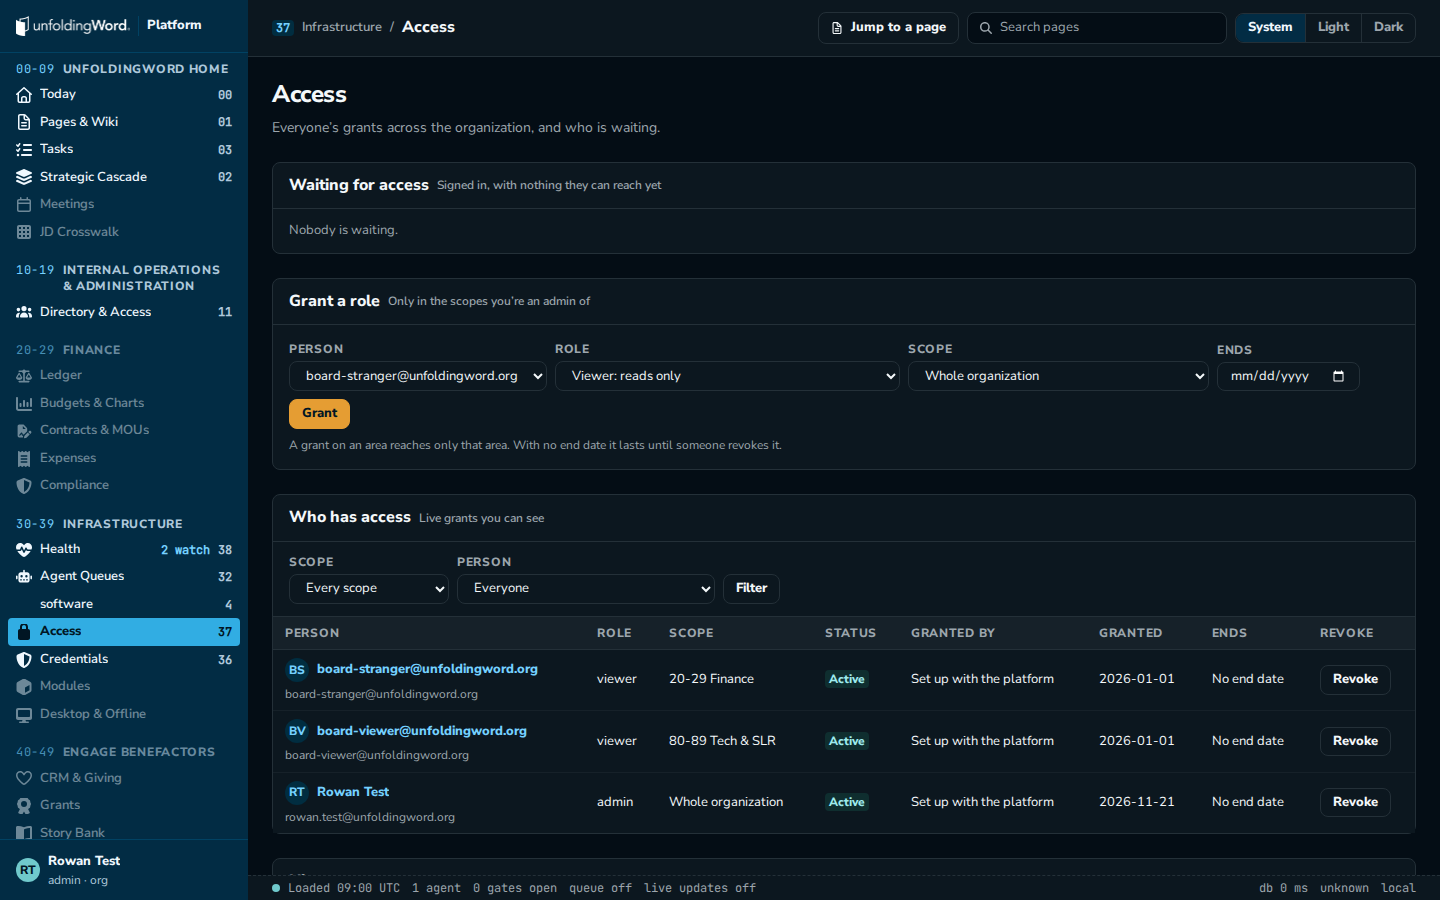 unfoldingWord. Platform
00-09 UNFOLDINGWORD HOME
Today 00
Pages & Wiki 01
Tasks 03
Strategic Cascade 02
Meetings
JD Crosswalk
10-19 INTERNAL OPERATIONS
& ADMINISTRATION
Directory & Access 11
20-29 FINANCE
Ledger
Budgets & Charts
Contracts & MOUs
Expenses
Compliance
30-39 INFRASTRUCTURE
Health 2 watch 38
Agent Queues 32
software 4
Access 37
Credentials 36
Modules
Desktop & Offline
40-49 ENGAGE BENEFACTORS
CRM & Giving
Grants
Story Bank
RT Rowan Test
admin · org
37 Infrastructure / Access
Jump to a page
Search pages
System Light Dark
Access
Everyone's grants across the organization, and who is waiting.
Waiting for access Signed in, with nothing they can reach yet
Nobody is waiting.
Grant a role Only in the scopes you're an admin of
PERSON ROLE SCOPE ENDS
board-stranger@unfoldingword.org Viewer: reads only Whole organization mm/dd/yyyy
Grant
A grant on an area reaches only that area. With no end date it lasts until someone revokes it.
Who has access Live grants you can see
SCOPE PERSON
Every scope Everyone Filter
PERSON ROLE SCOPE STATUS GRANTED BY GRANTED ENDS REVOKE
BS board-stranger@unfoldingword.org
board-stranger@unfoldingword.org
viewer 20-29 Finance Active Set up with the platform 2026-01-01 No end date Revoke
BV board-viewer@unfoldingword.org
board-viewer@unfoldingword.org
viewer 80-89 Tech & SLR Active Set up with the platform 2026-01-01 No end date Revoke
RT Rowan Test
rowan.test@unfoldingword.org
admin Whole organization Active Set up with the platform 2026-11-21 No end date Revoke
Loaded 09:00 UTC 1 agent 0 gates open queue off live updates off
db 0 ms unknown local